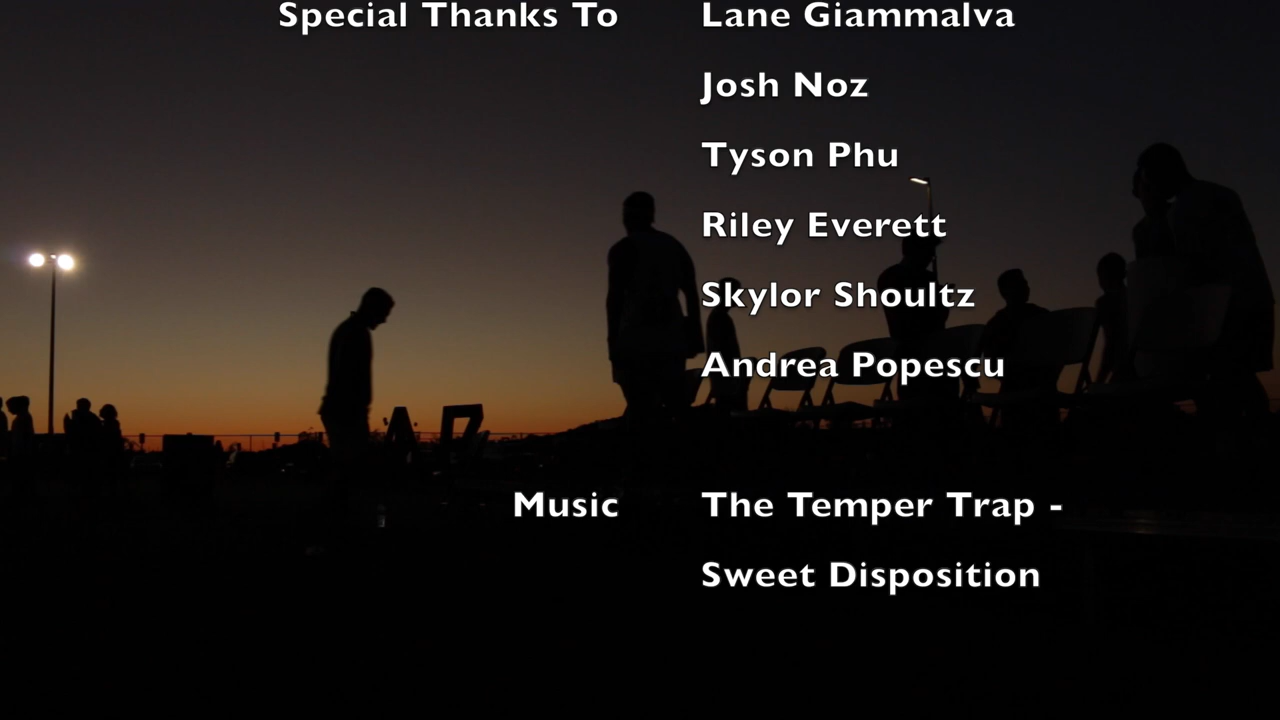 Special Thanks To Lane Giammalva
Josh Noz
Tyson Phu
Riley Everett
Skylor Shoultz
Andrea Popescu
Music The Temper Trap -
Sweet Disposition